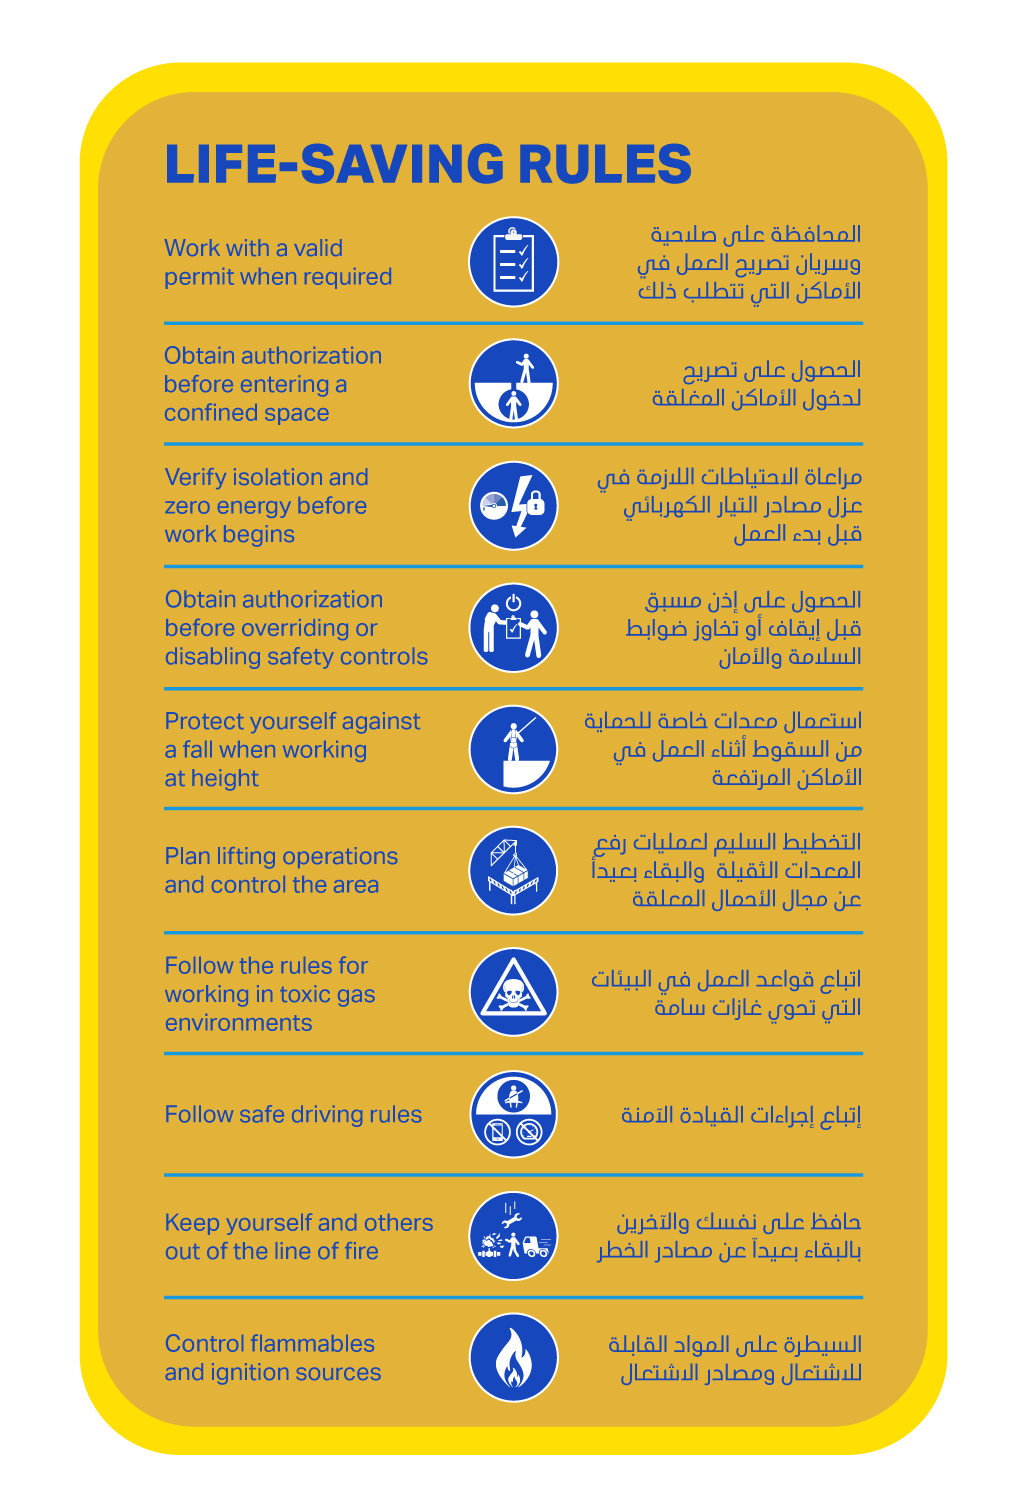 LIFE-SAVING RULES
Work with a valid
permit when required
المحافظة على صلاحية
وسريان تصريح العمل في
الأماكن التي تتطلب ذلك
Obtain authorization
before entering a
confined space
الحصول على تصريح
لدخول الأماكن المغلقة
Verify isolation and
zero energy before
work begins
مراعاة الاحتياطات اللازمة في
عزل مصادر التيار الكهربائي
قبل بدء العمل
Obtain authorization
before overriding or
disabling safety controls
الحصول على إذن مسبق
قبل إيقاف أو تخاوز ضوابط
السلامة والأمان
Protect yourself against
a fall when working
at height
استعمال معدات خاصة للحماية
من السقوط أثناء العمل في
الأماكن المرتفعة
Plan lifting operations
and control the area
التخطيط السليم لعمليات رفع
المعدات الثقيلة والبقاء بعيدأ
عن مجال الأحمال المعلقة
Follow the rules for
working in toxic gas
environments
اتباع قواعد العمل في البيئات
التي تحوي غازات سامة
Follow safe driving rules
إتباع إجراءات القيادة الآمنة
Keep yourself and others
out of the line of fire
حافظ على نفسك والآخرين
بالبقاء بعيدآ عن مصادر الخطر
Control flammables
and ignition sources
السيطرة على المواد القابلة
للاشتعال ومصادر الاشتعال